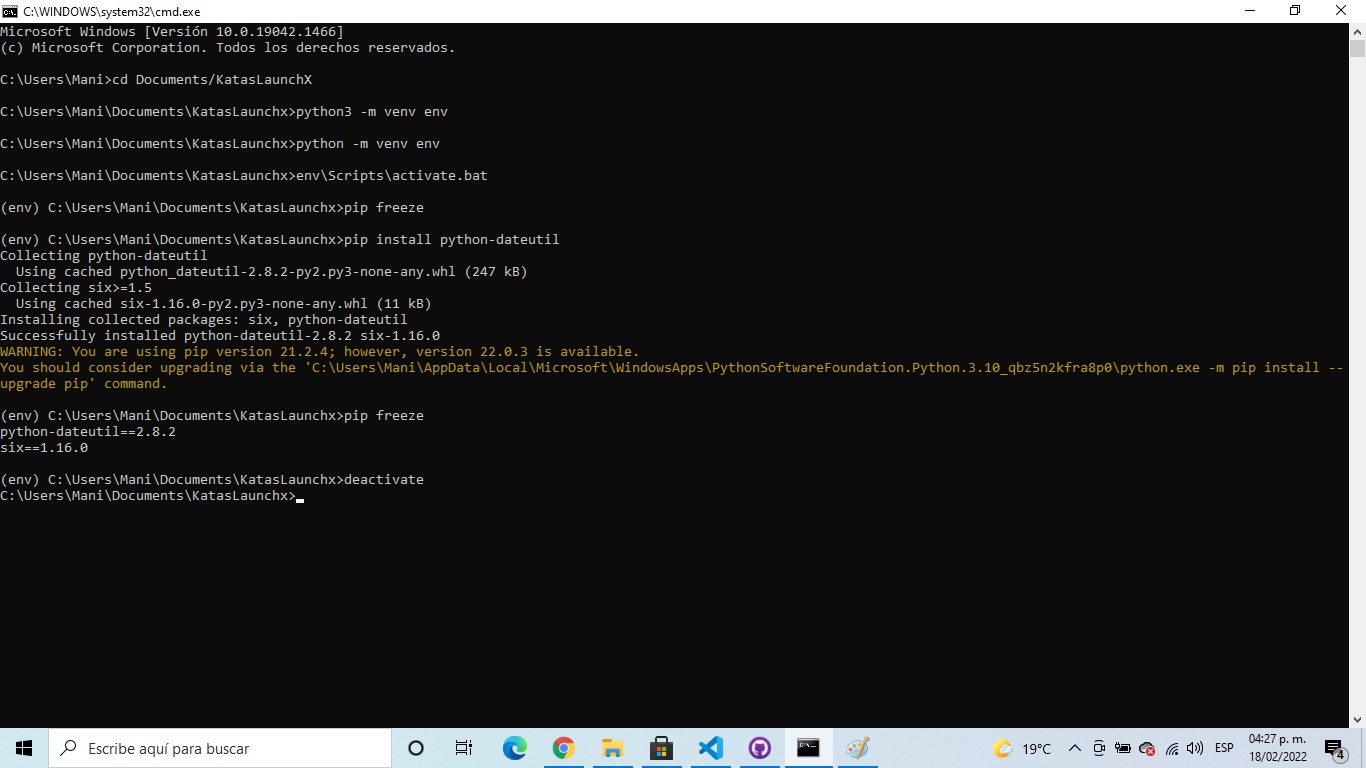 C:\WINDOWS\system32\cmd.exe
Microsoft Windows [Versión 10.0.19042.1466]
(c) Microsoft Corporation. Todos los derechos reservados.
C:\Users\Mani>cd Documents/KatasLaunchX
C:\Users\Mani\Documents\KatasLaunchx>python3 -m venv env
C:\Users\Mani\Documents\KatasLaunchx>python -m venv env
C:\Users\Mani\Documents\KatasLaunchx>env\Scripts\activate.bat
(env) C:\Users\Mani\Documents\KatasLaunchx>pip freeze
(env) C:\Users\Mani\Documents\KatasLaunchx>pip install python-dateutil
Collecting python-dateutil
  Using cached python_dateutil-2.8.2-py2.py3-none-any.whl (247 kB)
Collecting six>=1.5
  Using cached six-1.16.0-py2.py3-none-any.whl (11 kB)
Installing collected packages: six, python-dateutil
Successfully installed python-dateutil-2.8.2 six-1.16.0
WARNING: You are using pip version 21.2.4; however, version 22.0.3 is available.
You should consider upgrading via the 'C:\Users\Mani\AppData\Local\Microsoft\WindowsApps\PythonSoftwareFoundation.Python.3.10_qbz5n2kfra8p0\python.exe -m pip install --
upgrade pip' command.
(env) C:\Users\Mani\Documents\KatasLaunchx>pip freeze
python-dateutil==2.8.2
six==1.16.0
(env) C:\Users\Mani\Documents\KatasLaunchx>deactivate
C:\Users\Mani\Documents\KatasLaunchx>
Escribe aquí para buscar
19°C
ESP
04:27 p. m.
18/02/2022
4